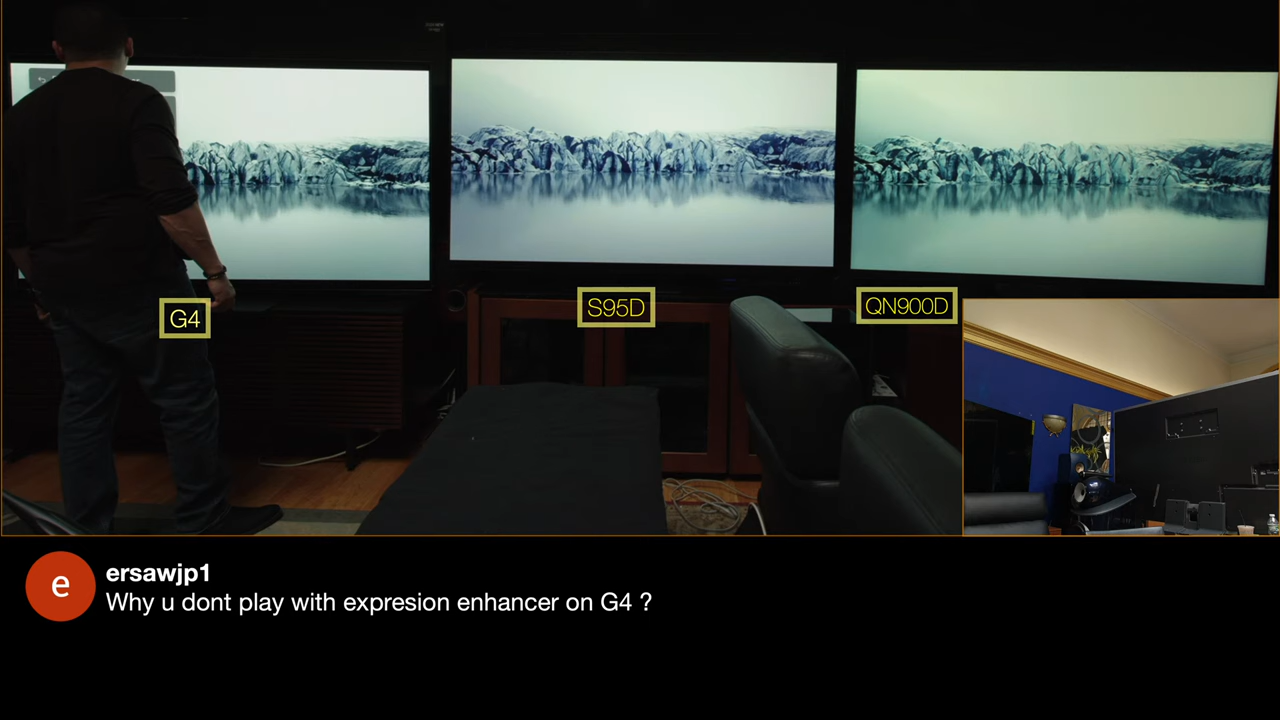 G4
S95D
QN900D
e
ersawjp1
Why u dont play with expresion enhancer on G4 ?